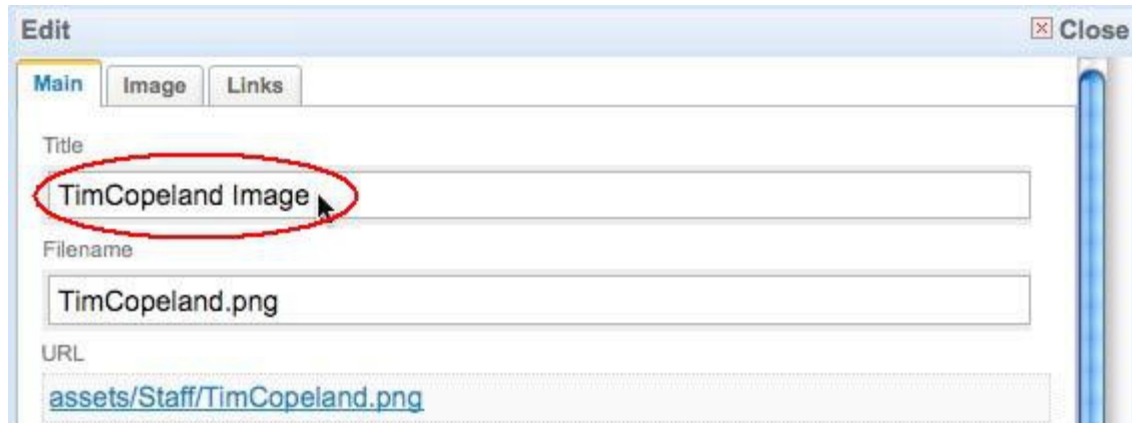 Edit Close
Main Image Links
Title
TimCopeland Image
Filename
TimCopeland.png
URL
assets/Staff/TimCopeland.png